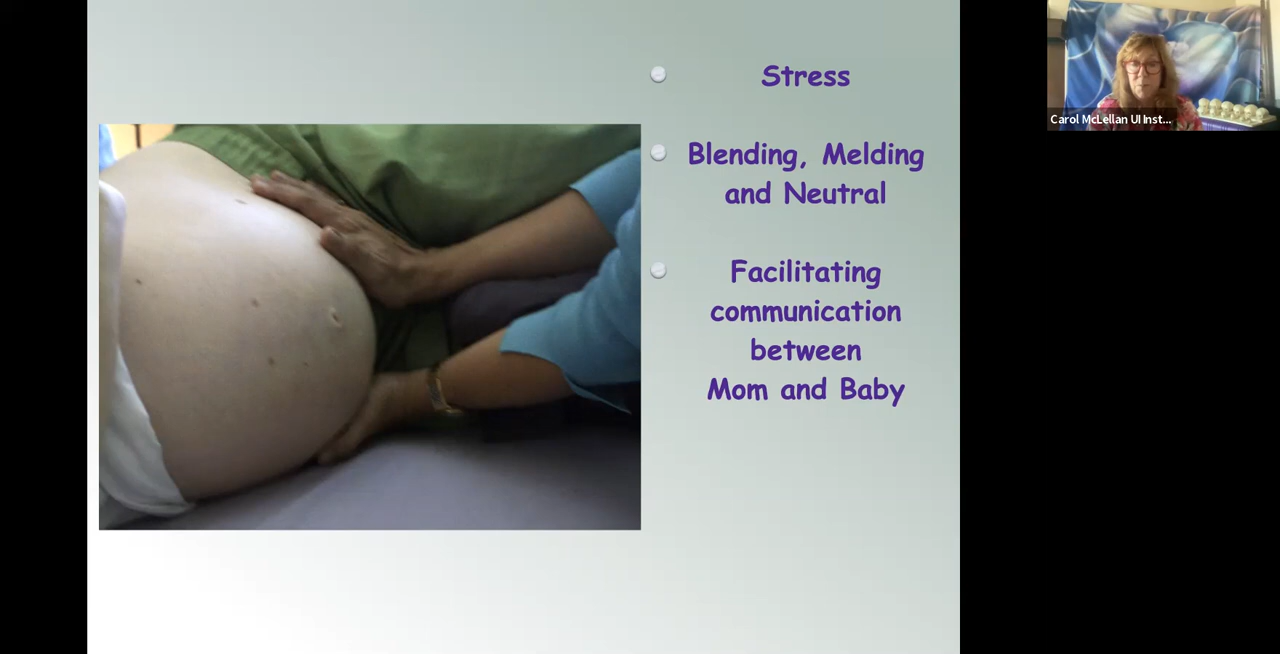 Stress
Blending, Melding
and Neutral
Facilitating
communication
between
Mom and Baby
Carol McLellan UI Inst...